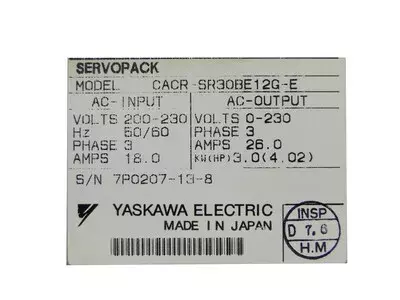 SERVOPACK
MODEL CACR-SR30BE12G-E
AC-INPUT
VOLTS 200-230
Hz 50/60
PHASE 3
AMPS 18.0
AC-OUTPUT
VOLTS 0-230
PHASE 3
AMPS 26.0
KW(HP) 3.0(4.02)
S/N 7P0207-13-8
YASKAWA ELECTRIC
MADE IN JAPAN
INSP
D 7.6
H.M